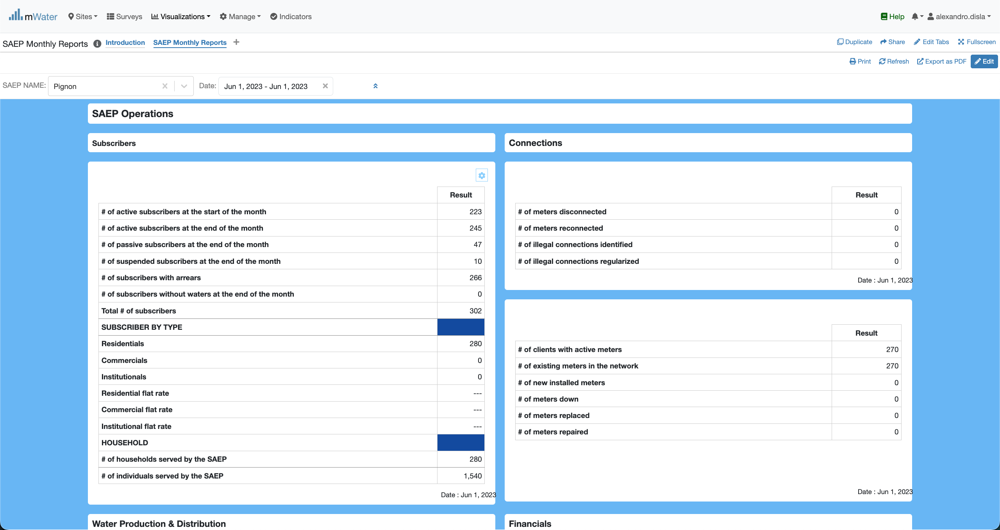 mWater Sites Surveys Visualizations Manage Indicators Help alexandro.disla
SAEP Monthly Reports Introduction SAEP Monthly Reports Duplicate Share Edit Tabs Fullscreen
Print Refresh Export as PDF Edit
SAEP NAME: Pignon Date: Jun 1, 2023 - Jun 1, 2023
SAEP Operations
Subscribers
Result
# of active subscribers at the start of the month 223
# of active subscribers at the end of the month 245
# of passive subscribers at the end of the month 47
# of suspended subscribers at the end of the month 10
# of subscribers with arrears 266
# of subscribers without waters at the end of the month 0
Total # of subscribers 302
SUBSCRIBER BY TYPE
Residentials 280
Commercials 0
Institutionals 0
Residential flat rate ---
Commercial flat rate ---
Institutional flat rate ---
HOUSEHOLD
# of households served by the SAEP 280
# of individuals served by the SAEP 1,540
Date : Jun 1, 2023
Connections
Result
# of meters disconnected 0
# of meters reconnected 0
# of illegal connections identified 0
# of illegal connections regularized 0
Date : Jun 1, 2023
Result
# of clients with active meters 270
# of existing meters in the network 270
# of new installed meters 0
# of meters down 0
# of meters replaced 0
# of meters repaired 0
Date : Jun 1, 2023
Water Production & Distribution
Financials